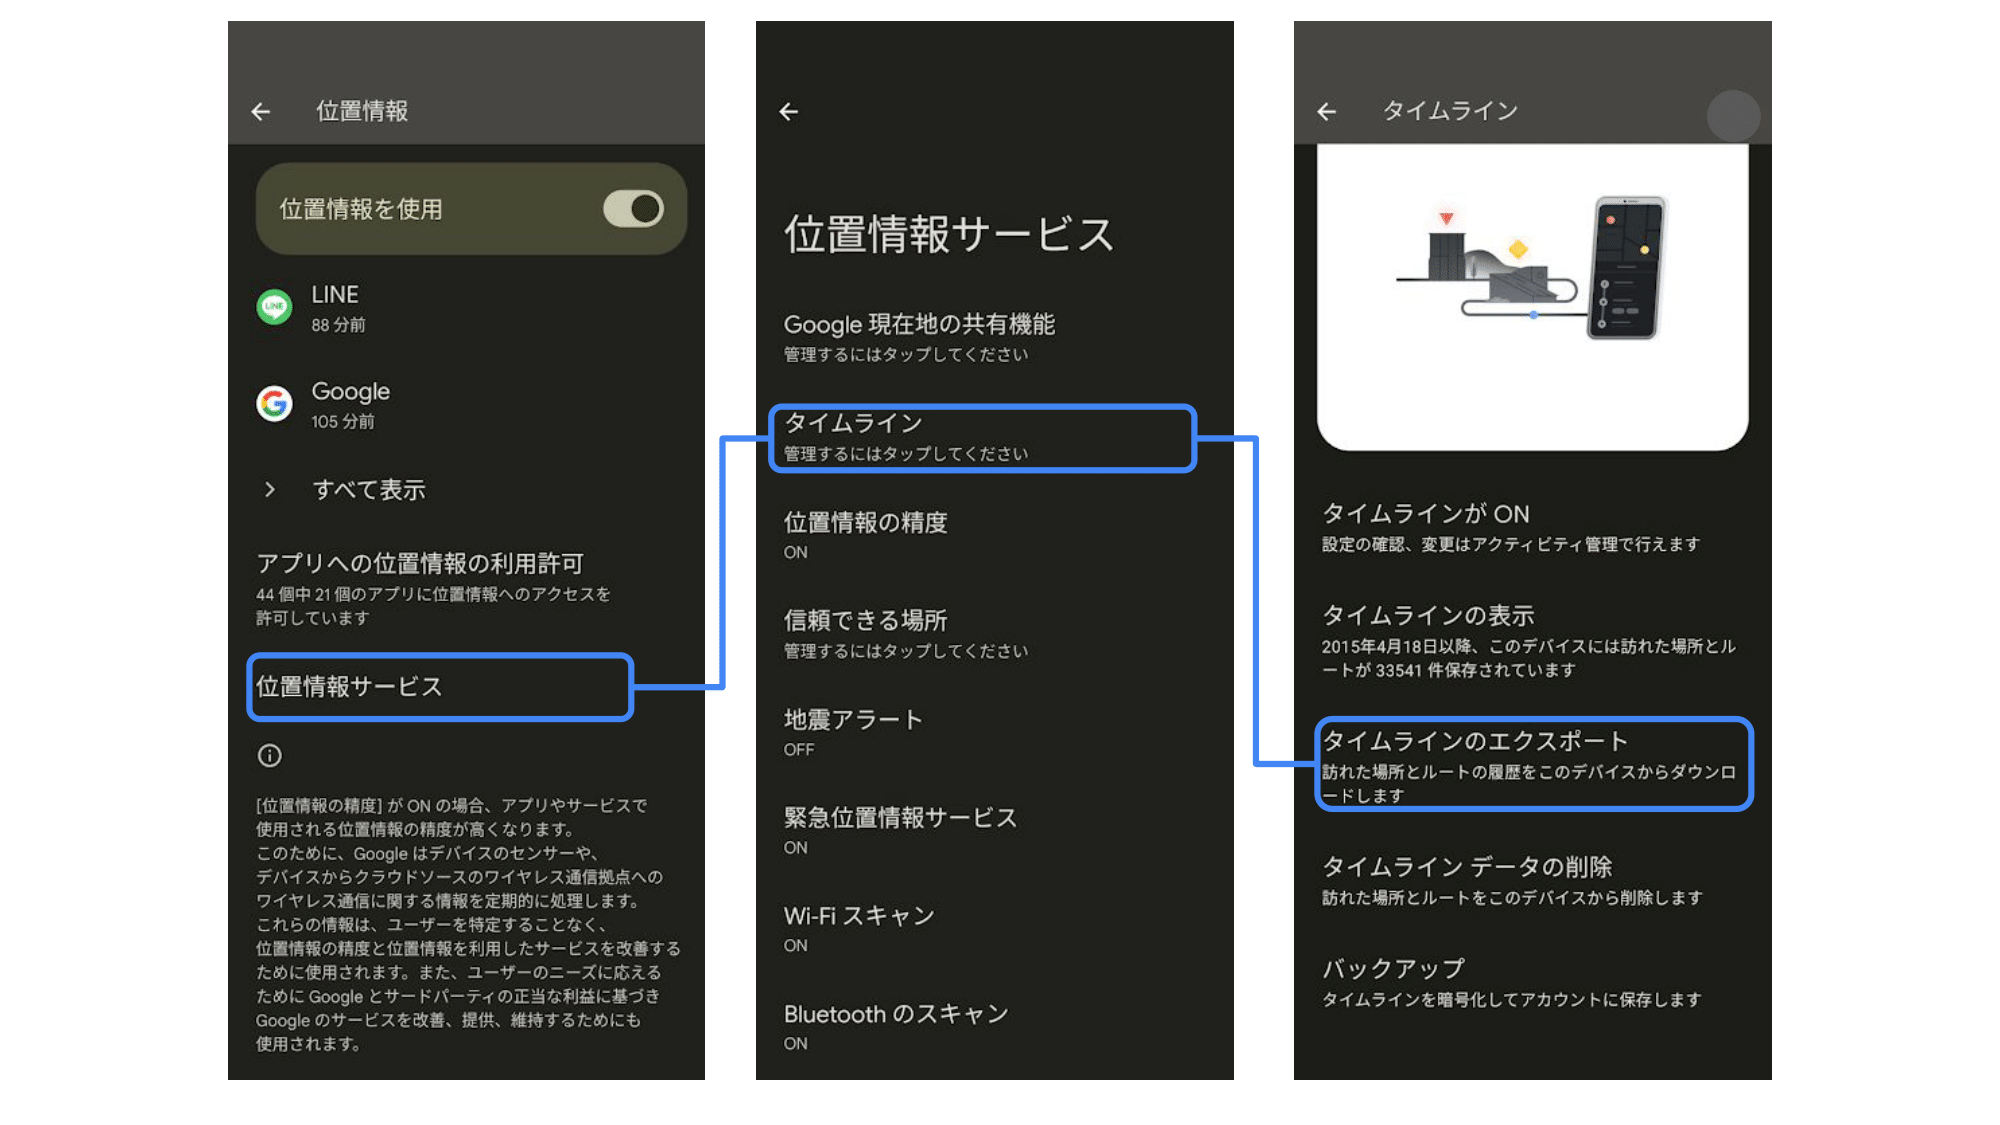 位置情報
位置情報を使用
LINE
LINE
88 分前
Google
105 分前
すべて表示
アプリへの位置情報の利用許可
44 個中 21 個のアプリに位置情報へのアクセスを
許可しています
位置情報サービス
[位置情報の精度] が ON の場合、アプリやサービスで
使用される位置情報の精度が高くなります。
このために、Google はデバイスのセンサーや、
デバイスからクラウドソースのワイヤレス通信拠点への
ワイヤレス通信に関する情報を定期的に処理します。
これらの情報は、ユーザーを特定することなく、
位置情報の精度と位置情報を利用したサービスを改善する
ために使用されます。また、ユーザーのニーズに応える
ために Google とサードパーティの正当な利益に基づき
Google のサービスを改善、提供、維持するためにも
使用されます。
位置情報サービス
Google 現在地の共有機能
管理するにはタップしてください
タイムライン
管理するにはタップしてください
位置情報の精度
ON
信頼できる場所
管理するにはタップしてください
地震アラート
OFF
緊急位置情報サービス
ON
Wi-Fi スキャン
ON
Bluetooth のスキャン
ON
タイムライン
タイムラインが ON
設定の確認、変更はアクティビティ管理で行えます
タイムラインの表示
2015年4月18日以降、このデバイスには訪れた場所とル
ートが 33541 件保存されています
タイムラインのエクスポート
訪れた場所とルートの履歴をこのデバイスからダウンロ
ードします
タイムライン データの削除
訪れた場所とルートをこのデバイスから削除します
バックアップ
タイムラインを暗号化してアカウントに保存します